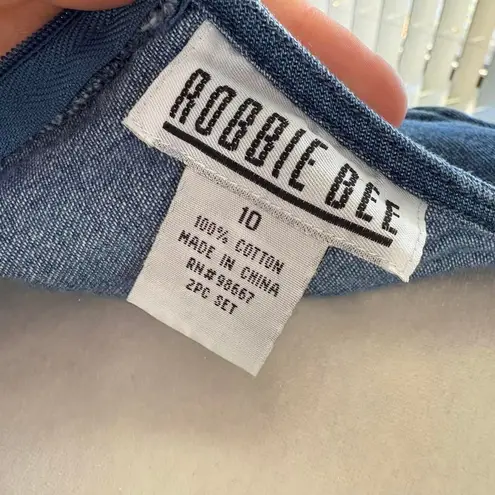 ROBBIE BEE
10
100% COTTON
MADE IN CHINA
RN#98667
2PC SET